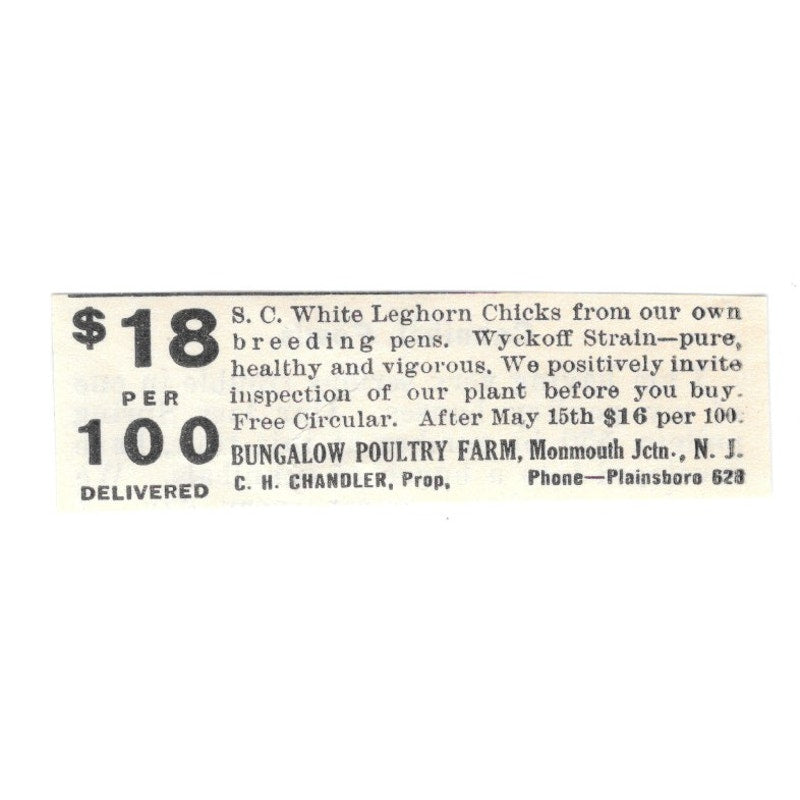 $18
PER
100
DELIVERED
S. C. White Leghorn Chicks from our own
breeding pens. Wyckoff Strain—pure,
healthy and vigorous. We positively invite
inspection of our plant before you buy.
Free Circular. After May 15th $16 per 100.
BUNGALOW POULTRY FARM, Monmouth Jctn., N. J.
C. H. CHANDLER, Prop. Phone—Plainsboro 628